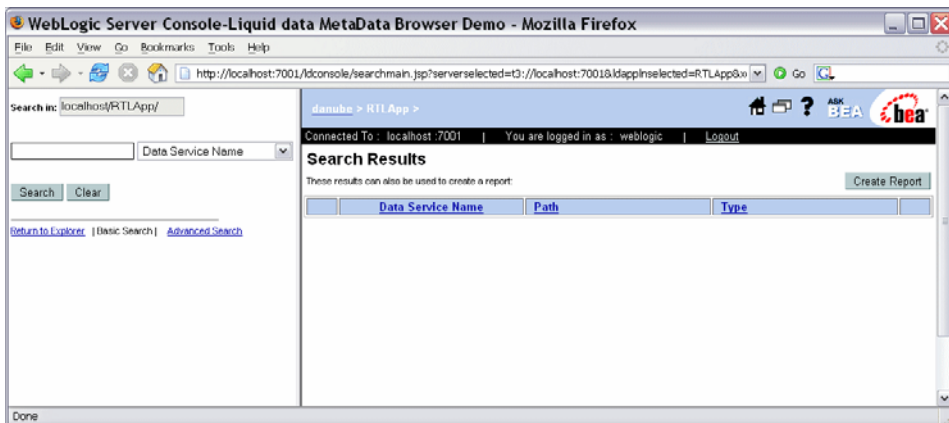 WebLogic Server Console-Liquid data MetaData Browser Demo - Mozilla Firefox
File Edit View Go Bookmarks Tools Help
http://localhost:7001/ldconsole/searchmain.jsp?serverselected=t3://localhost:7001&ldappInselected=RTLApp& Go
Search in: localhost/RTLApp/
Data Service Name
Search Clear
Return to Explorer | Basic Search | Advanced Search
danube > RTLApp >
ASK BEA bea
Connected To : localhost :7001 | You are logged in as : weblogic | Logout
Search Results
These results can also be used to create a report:
Create Report
Data Service Name Path Type
Done